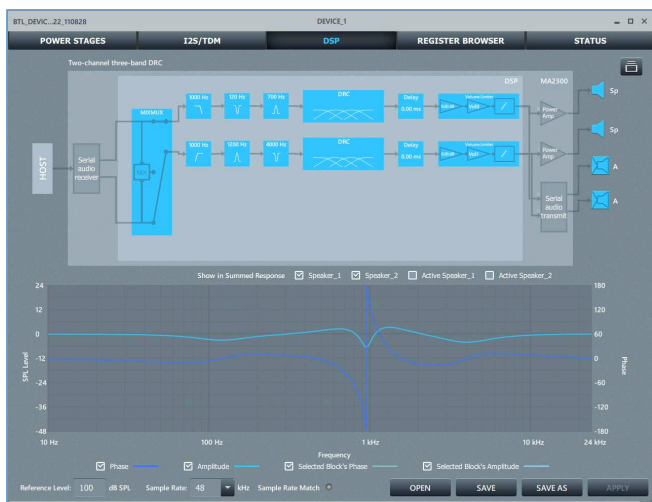 BTL_DEVIC...22_110828
DEVICE_1
POWER STAGES
I2S/TDM
DSP
REGISTER BROWSER
STATUS
Two-channel three-band DRC
DSP
MA2300
1000 Hz
120 Hz
700 Hz
DRC
Delay
0.00 ms
Volume/Limiter
Power
Amp
Sp
MIXMUX
1000 Hz
1200 Hz
4000 Hz
DRC
Delay
0.00 ms
Volume/Limiter
Power
Amp
Sp
HOST
Serial
audio
receiver
Serial
audio
transmit
A
A
Show in Summed Response
Speaker_1
Speaker_2
Active Speaker_1
Active Speaker_2
24
12
0
-12
-24
-36
-48
SPL Level
180
120
60
0
-60
-120
-180
Phase
10 Hz
100 Hz
1 kHz
10 kHz
24 kHz
Frequency
Phase
Amplitude
Selected Block's Phase
Selected Block's Amplitude
Reference Level:
100
dB SPL
Sample Rate:
48
kHz
Sample Rate Match
OPEN
SAVE
SAVE AS
APPLY